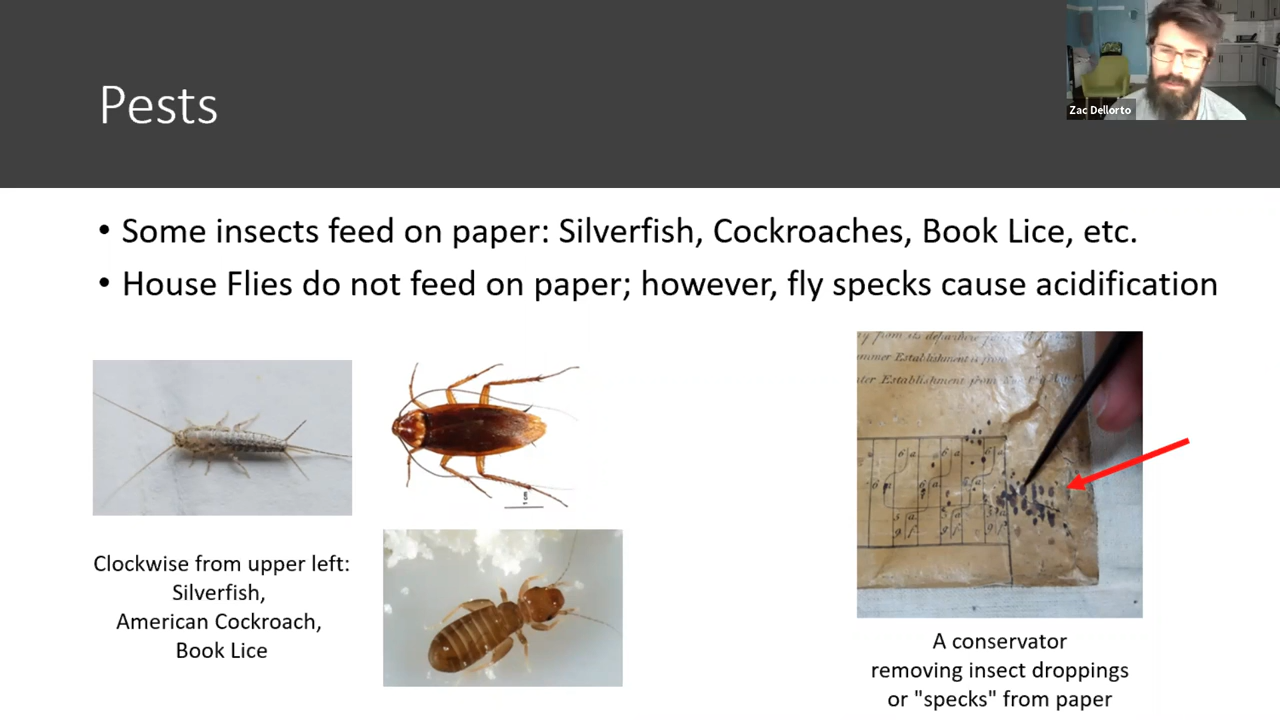 Pests
Zac Dellorto
• Some insects feed on paper: Silverfish, Cockroaches, Book Lice, etc.
• House Flies do not feed on paper; however, fly specks cause acidification
Clockwise from upper left:
Silverfish,
American Cockroach,
Book Lice
1 cm
A conservator
removing insect droppings
or "specks" from paper